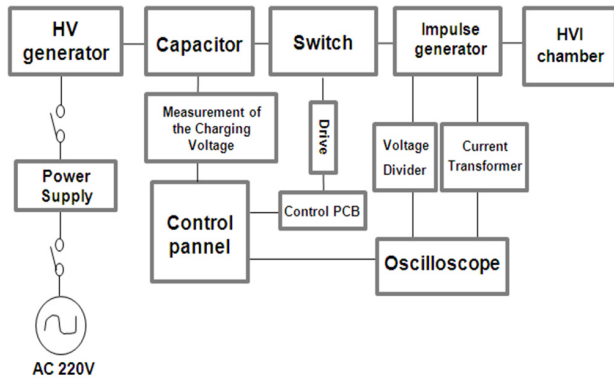 HV
generator
Capacitor
Switch
Impulse
generator
HVI
chamber
Measurement of
the Charging
Voltage
Drive
Voltage
Divider
Current
Transformer
Power
Supply
Control
pannel
Control PCB
Oscilloscope
AC 220V